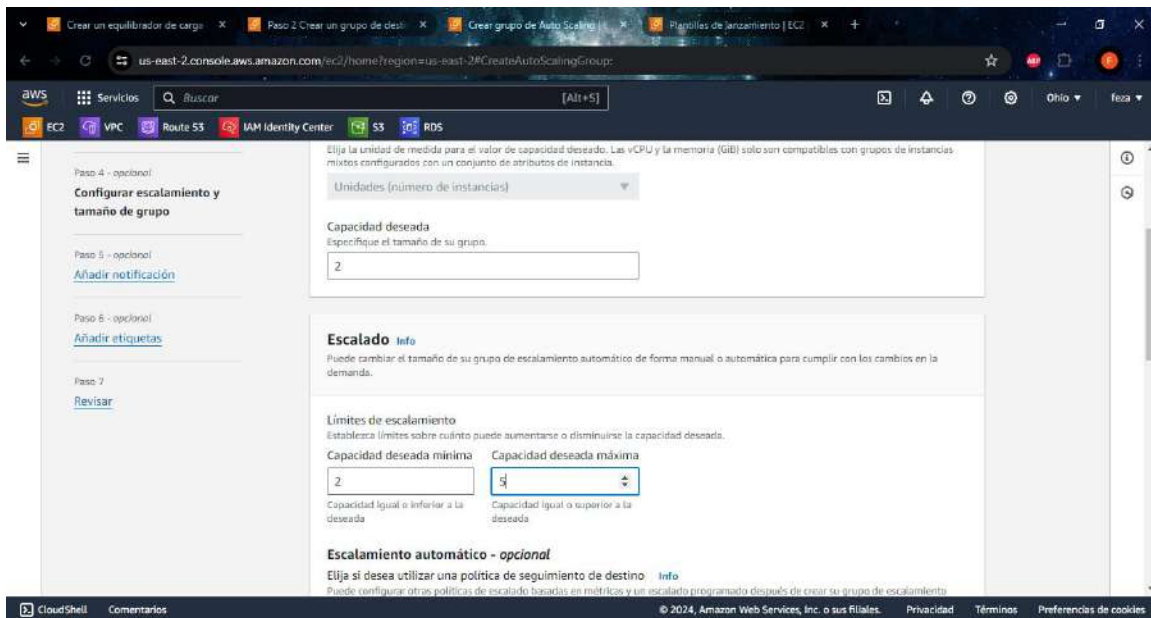 Crear un equilibrador de carga
Paso 2 Crear un grupo de desti
Crear grupo de Auto Scaling | E
Plantillas de lanzamiento | EC2
us-east-2.console.aws.amazon.com/ec2/home?region=us-east-2#CreateAutoScalingGroup:
aws
Servicios
Buscar
[Alt+S]
Ohio
feza
EC2
VPC
Route 53
IAM Identity Center
S3
RDS
Elija la unidad de medida para el valor de capacidad deseado. Las vCPU y la memoria (GiB) solo son compatibles con grupos de instancias
mixtos configurados con un conjunto de atributos de instancia.
Unidades (número de instancias)
Capacidad deseada
Especifique el tamaño de su grupo.
2
Paso 4 - opcional
Configurar escalamiento y
tamaño de grupo
Paso 5 - opcional
Añadir notificación
Paso 6 - opcional
Añadir etiquetas
Paso 7
Revisar
Escalado Info
Puede cambiar el tamaño de su grupo de escalamiento automático de forma manual o automática para cumplir con los cambios en la
demanda.
Límites de escalamiento
Establezca límites sobre cuánto puede aumentarse o disminuirse la capacidad deseada.
Capacidad deseada mínima
2
Capacidad igual o inferior a la
deseada
Capacidad deseada máxima
5
Capacidad igual o superior a la
deseada
Escalamiento automático - opcional
Elija si desea utilizar una política de seguimiento de destino Info
Puede configurar otras políticas de escalado basadas en métricas y un escalado programado después de crear su grupo de escalamiento
CloudShell
Comentarios
© 2024, Amazon Web Services, Inc. o sus filiales.
Privacidad
Términos
Preferencias de cookies